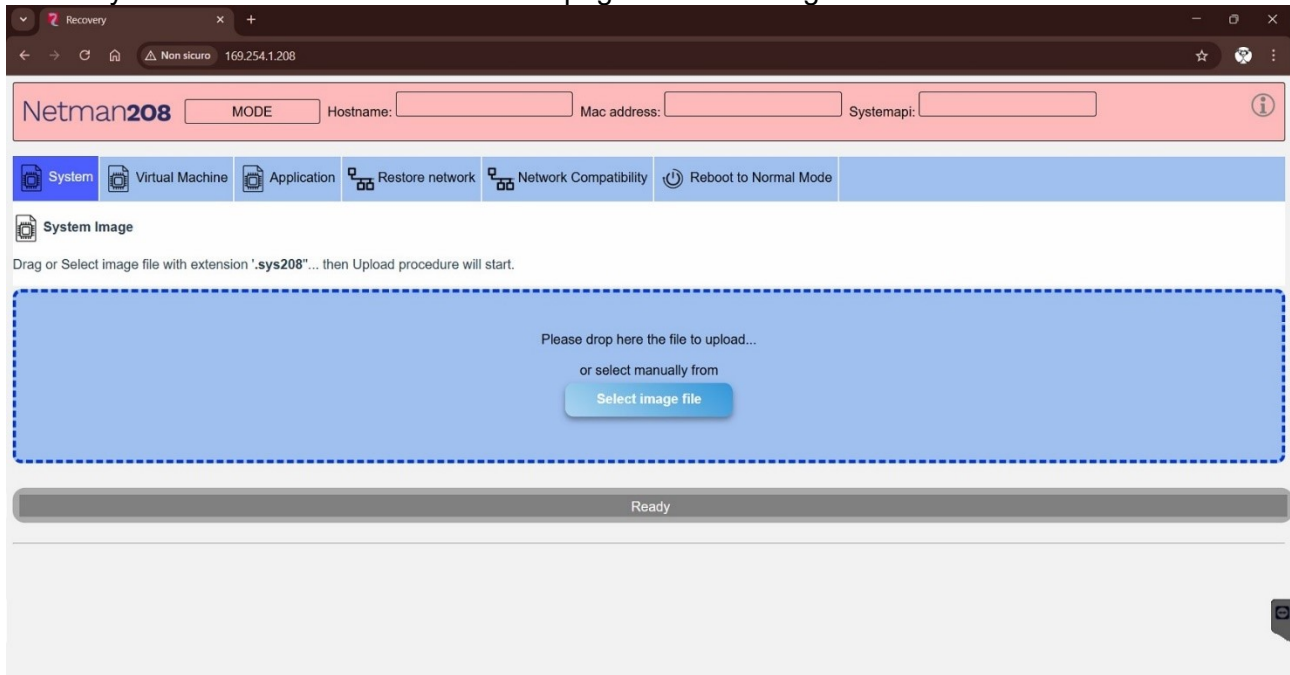 Recovery
Non sicuro 169.254.1.208
Netman208 MODE Hostname: Mac address: Systemapi:
System Virtual Machine Application Restore network Network Compatibility Reboot to Normal Mode
System Image
Drag or Select image file with extension '.sys208"... then Upload procedure will start.
Please drop here the file to upload...
or select manually from
Select image file
Ready